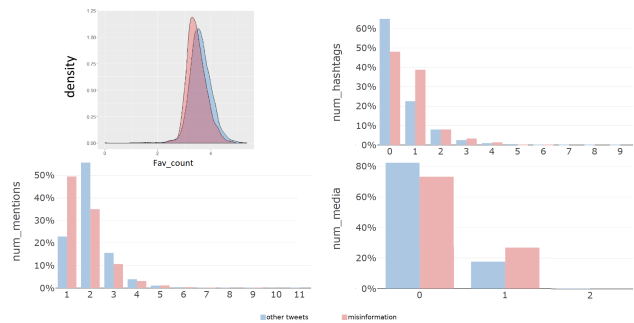 1.25
1.00
0.75
0.50
0.25
0.00
density
0 2 4
Fav_count
60%
50%
40%
30%
20%
10%
0%
num_hashtags
0 1 2 3 4 5 6 7 8 9
50%
40%
30%
20%
10%
0%
num_mentions
1 2 3 4 5 6 7 8 9 10 11
80%
60%
40%
20%
0%
num_media
0 1 2
other tweets misinformation